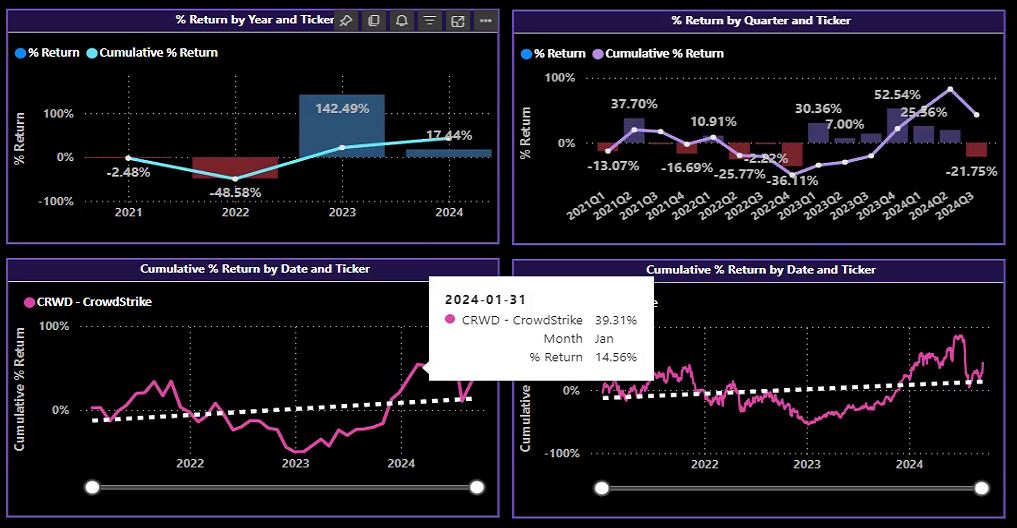 % Return by Year and Ticker
% Return Cumulative % Return
% Return
100%
0%
-100%
-2.48%
-48.58%
142.49%
17.44%
2021 2022 2023 2024
% Return by Quarter and Ticker
% Return Cumulative % Return
% Return
100%
0%
-13.07%
37.70%
-16.69%
10.91%
-25.77%
-2.22%
-36.11%
30.36%
7.00%
52.54%
25.56%
-21.75%
2021Q1 2021Q2 2021Q3 2021Q4 2022Q1 2022Q2 2022Q3 2022Q4 2023Q1 2023Q2 2023Q3 2023Q4 2024Q1 2024Q2 2024Q3
Cumulative % Return by Date and Ticker
CRWD - CrowdStrike
Cumulative % Return
100%
0%
2022 2023 2024
2024-01-31
CRWD - CrowdStrike 39.31%
Month Jan
% Return 14.56%
Cumulative % Return by Date and Ticker
Cumulative
0%
-100%
2022 2023 2024